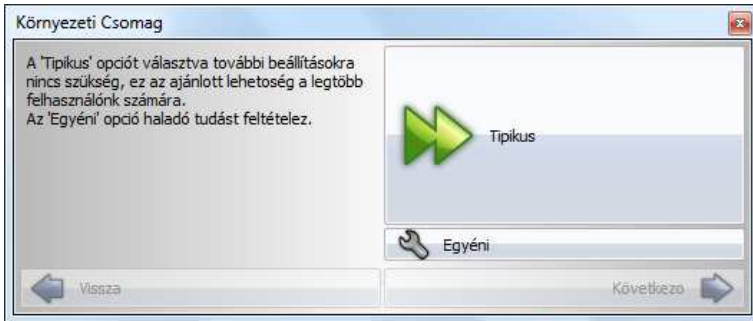 Környezeti Csomag
A 'Tipikus' opciót választva további beállításokra
nincs szükség, ez az ajánlott lehetoség a legtöbb
felhasználónk számára.
Az 'Egyéni' opció haladó tudást feltételez.
Tipikus
Egyéni
Vissza
Következo